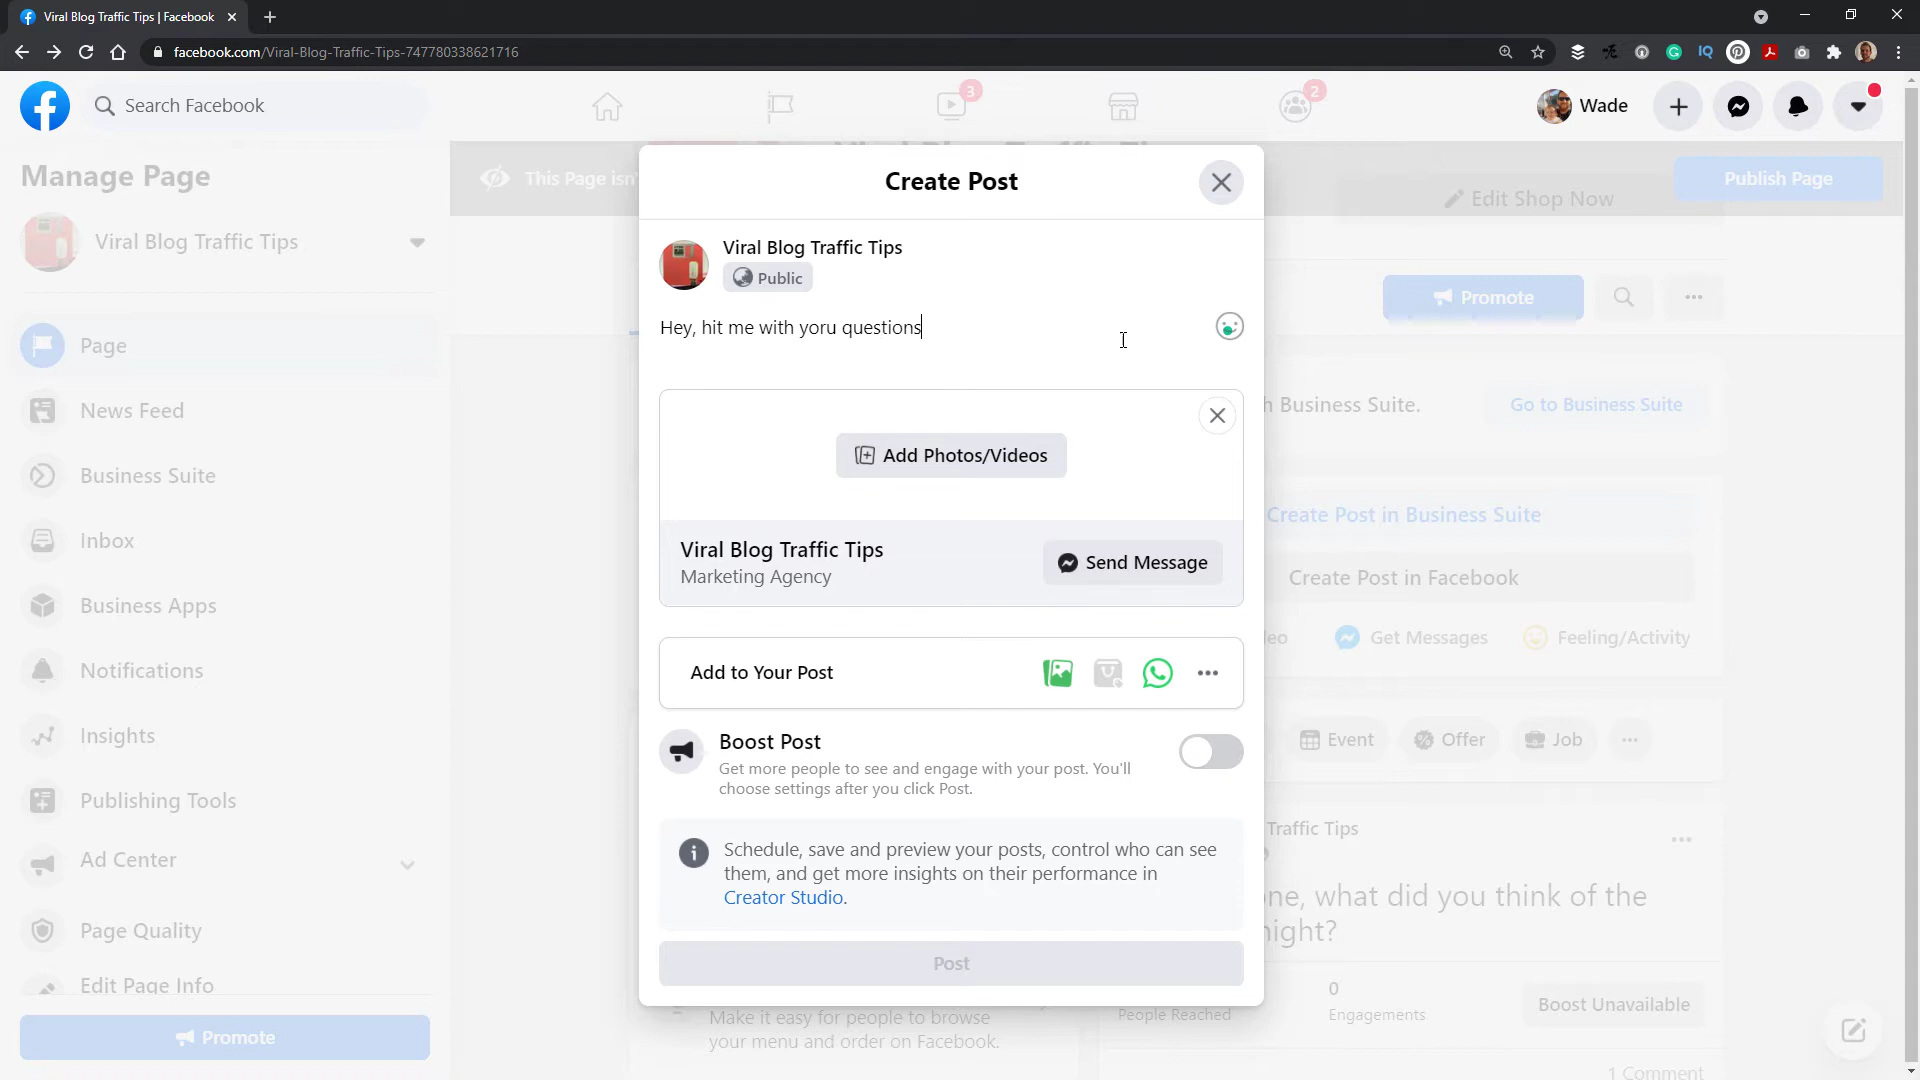 Viral Blog Traffic Tips | Facebook
facebook.com/Viral-Blog-Traffic-Tips-747780338621716
Search Facebook
3
2
Wade
Manage Page
Viral Blog Traffic Tips
Page
News Feed
Business Suite
Inbox
Business Apps
Notifications
Insights
Publishing Tools
Ad Center
Page Quality
Edit Page Info
Promote
This Page isn'
Publish Page
Edit Shop Now
Promote
Create Post
Viral Blog Traffic Tips
Public
Hey, hit me with yoru questions
Add Photos/Videos
Viral Blog Traffic Tips
Marketing Agency
Send Message
Add to Your Post
Boost Post
Get more people to see and engage with your post. You'll
choose settings after you click Post.
Schedule, save and preview your posts, control who can see
them, and get more insights on their performance in
Creator Studio.
Post
Make it easy for people to browse
your menu and order on Facebook.
h Business Suite.
Go to Business Suite
Create Post in Business Suite
Create Post in Facebook
eo
Get Messages
Feeling/Activity
Event
Offer
Job
Traffic Tips
ne, what did you think of the
ight?
People Reached
0
Engagements
Boost Unavailable
1 Comment